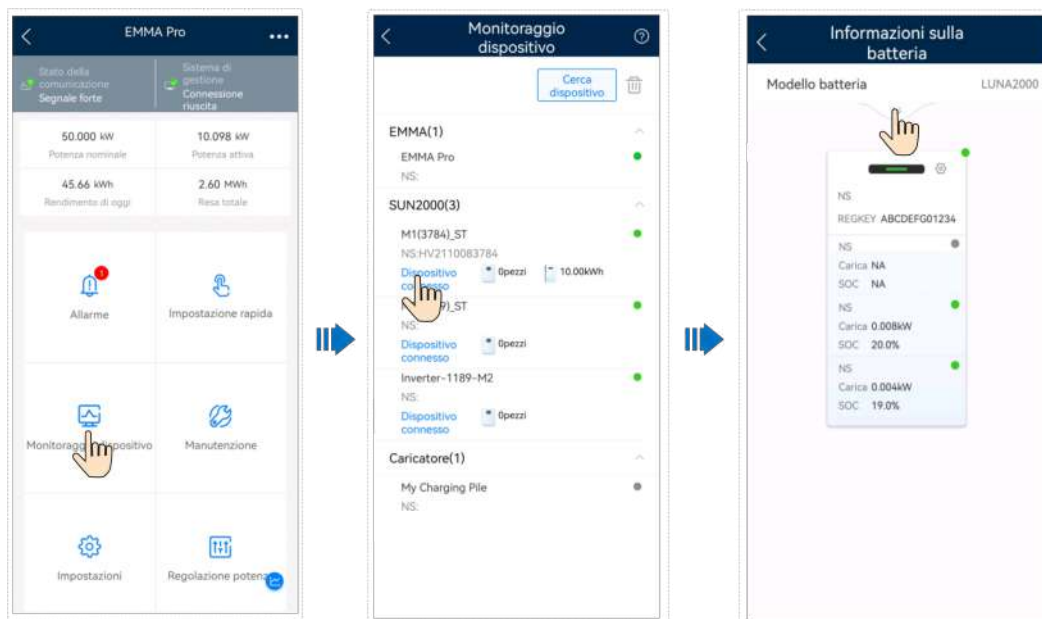 EMMA Pro
Stato della
comunicazione
Segnale forte
Sistema di
gestione
Connessione
riuscita
50.000 kW
Potenza nominale
10.098 kW
Potenza attiva
45.66 kWh
Rendimento di oggi
2.60 MWh
Resa totale
1
Allarme
Impostazione rapida
Monitoragg spositivo
Manutenzione
Impostazioni
Regolazione potenz
Monitoraggio
dispositivo
Cerca
dispositivo
EMMA(1)
EMMA Pro
NS:
SUN2000(3)
M1(3784)_ST
NS:HV2110083784
Dispositivo
0pezzi
10.00kWh
9)_ST
NS:
Dispositivo
connesso
0pezzi
Inverter-1189-M2
NS:
Dispositivo
connesso
0pezzi
Caricatore(1)
My Charging Pile
NS:
Informazioni sulla
batteria
Modello batteria
LUNA2000
NS
REGKEY ABCDEFG01234
NS
Carica NA
SOC NA
NS
Carica 0.008kW
SOC 20.0%
NS
Carica 0.004kW
SOC 19.0%